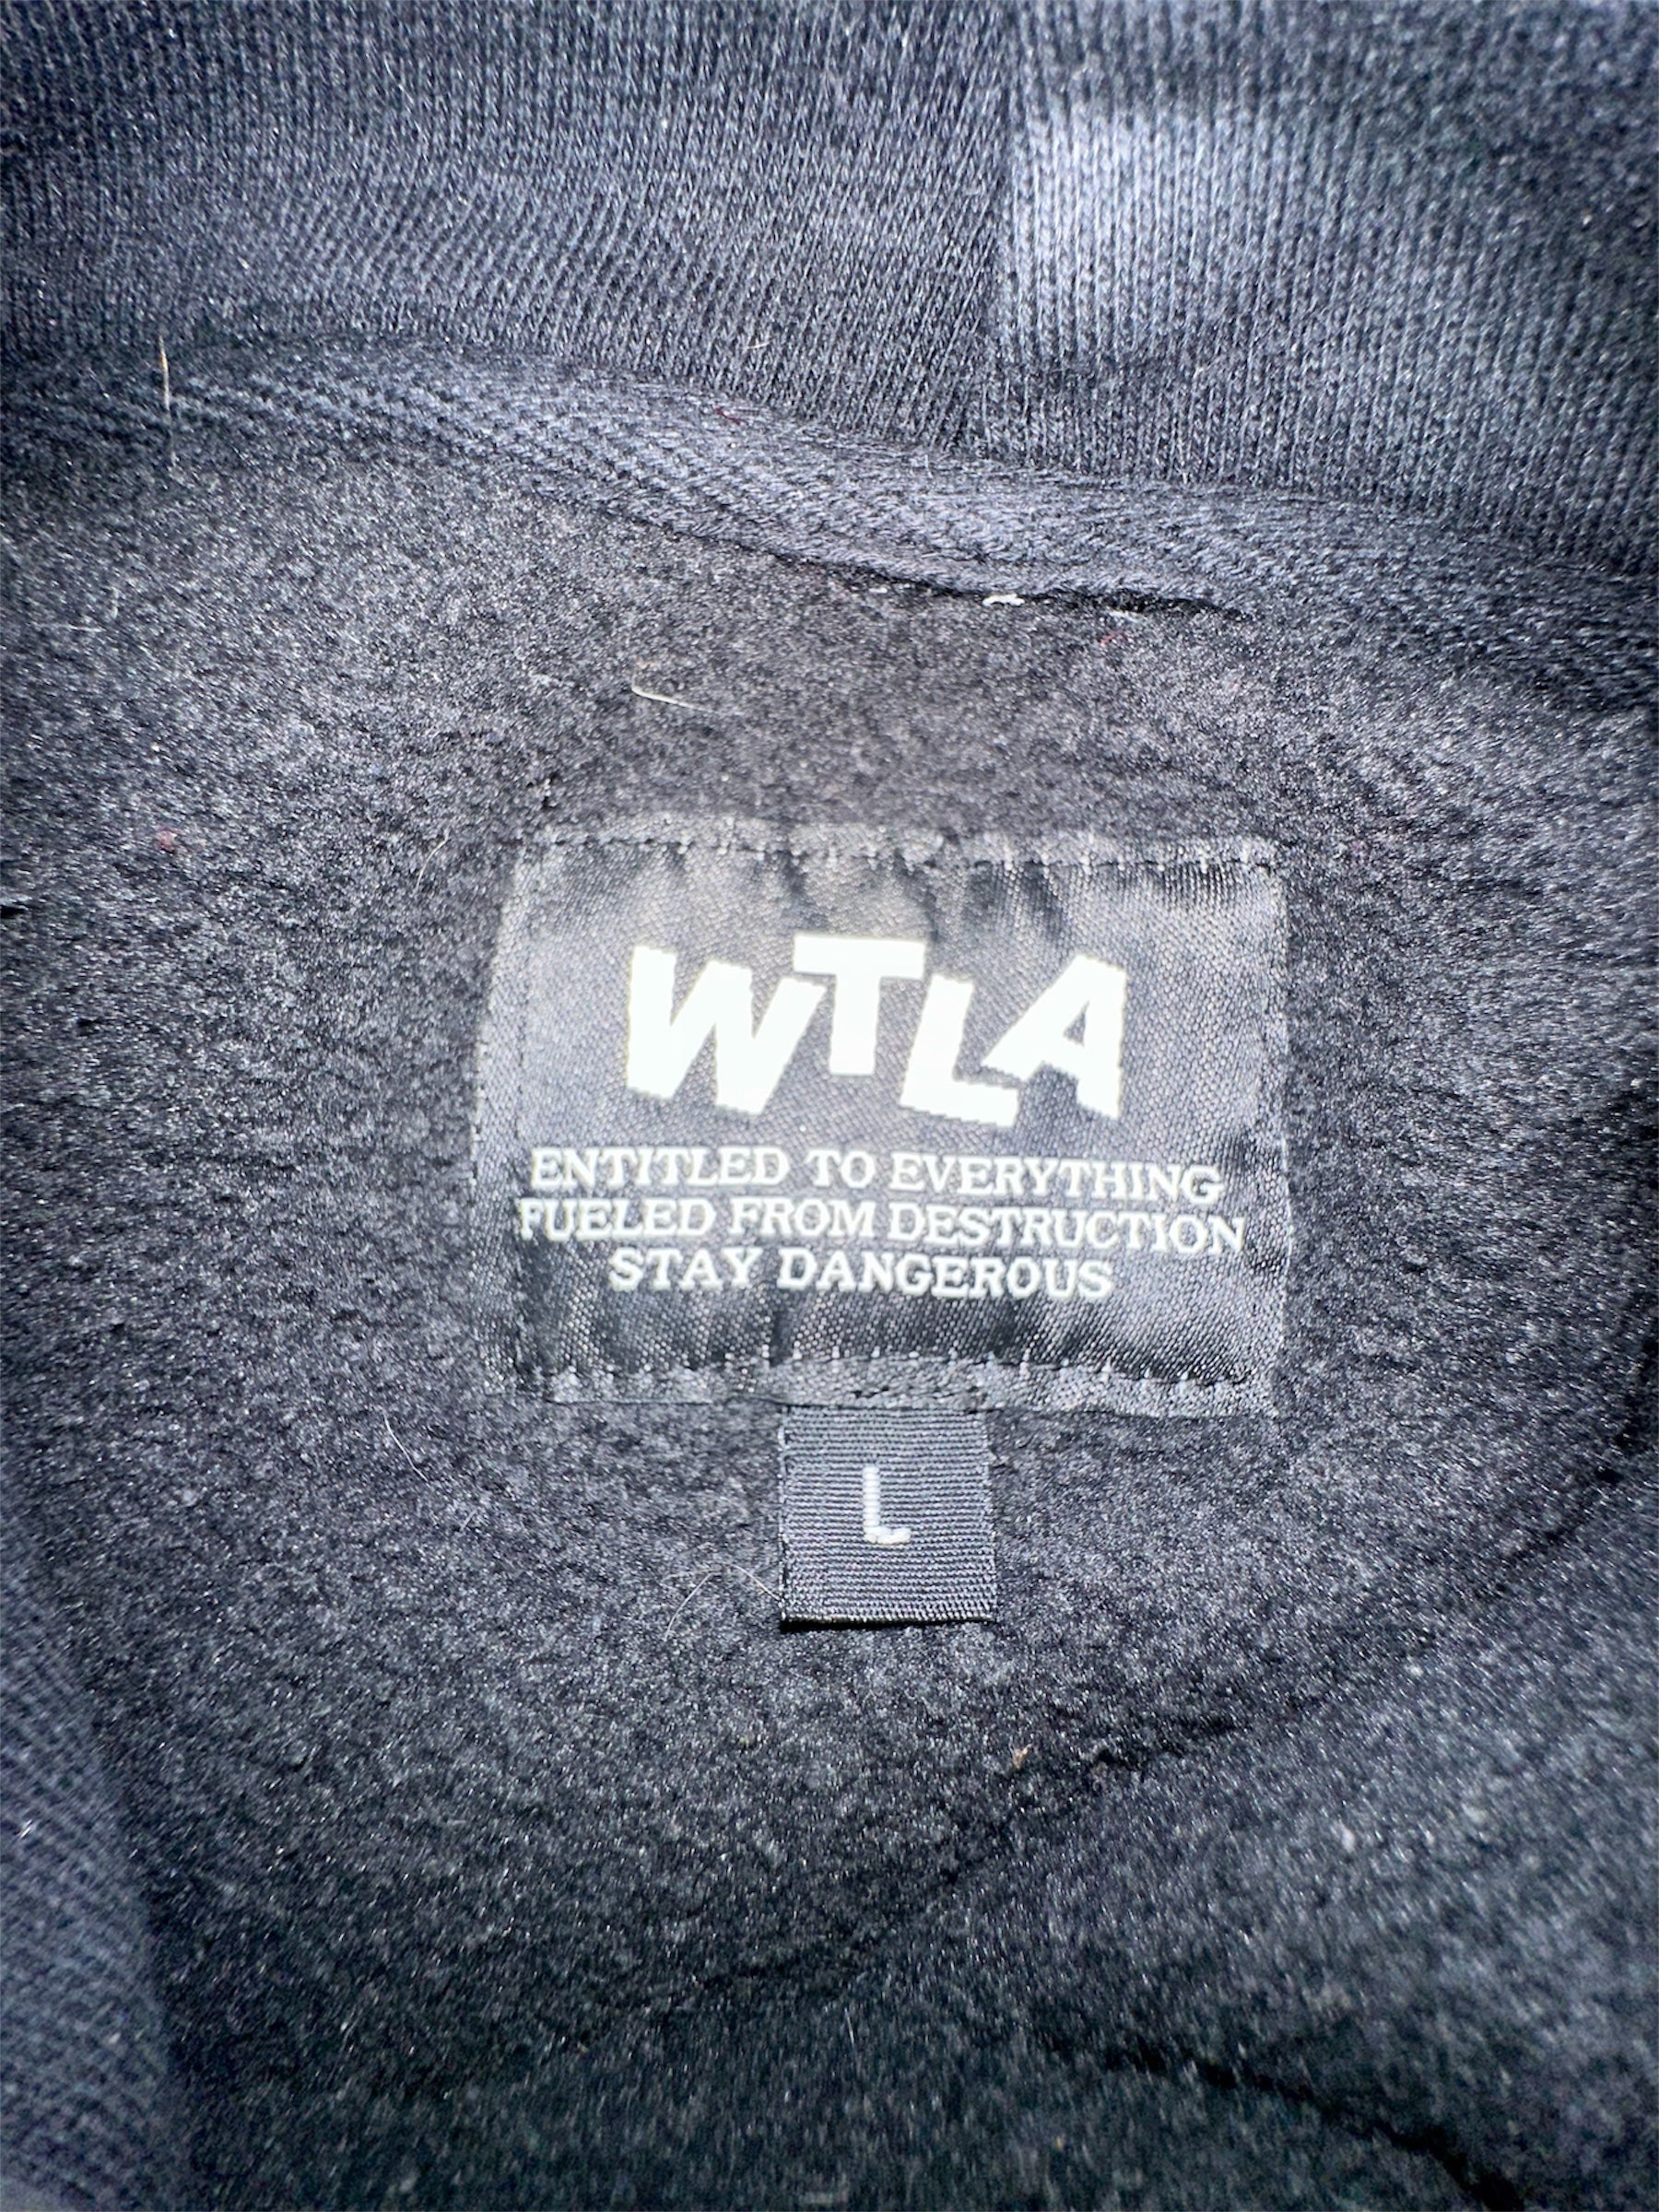 WTLA
ENTITLED TO EVERYTHING
FUELED FROM DESTRUCTION
STAY DANGEROUS
L